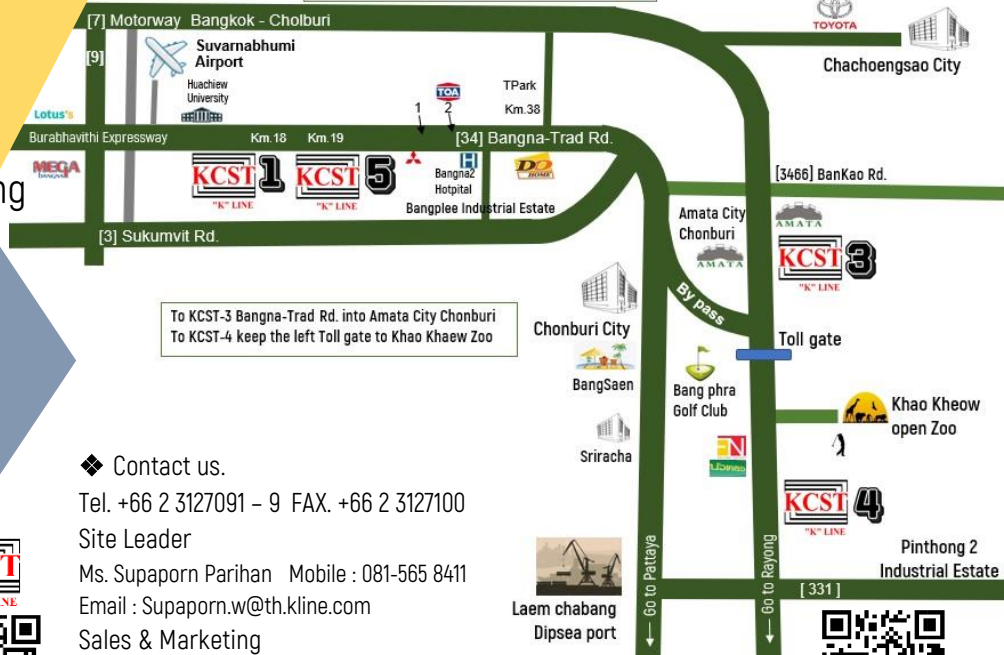 [7] Motorway Bangkok - Cholburi
TOYOTA
Chachoengsao City
[9]
Suvarnabhumi
Airport
Huachiew
University
TOA
TPark
Km.38
1
2
Lotus's
Burabhavithi Expressway
Km.18
Km.19
[34] Bangna-Trad Rd.
MEGA
BANGNA
ng
KCST 1
"K" LINE
KCST 5
"K" LINE
H
Bangna2
Hotpital
DO
HOME
Bangplee Industrial Estate
[3466] BanKao Rd.
[3] Sukumvit Rd.
Amata City
Chonburi
AMATA
AMATA
KCST 3
"K" LINE
By pass
To KCST-3 Bangna-Trad Rd. into Amata City Chonburi
To KCST-4 keep the left Toll gate to Khao Khaew Zoo
Chonburi City
Toll gate
BangSaen
Bang phra
Golf Club
Khao Kheow
open Zoo
Sriracha
KCST 4
"K" LINE
❖ Contact us.
Tel. +66 2 3127091 – 9 FAX. +66 2 3127100
Site Leader
Ms. Supaporn Parihan Mobile : 081-565 8411
Email : Supaporn.w@th.kline.com
Sales & Marketing
Laem chabang
Dipsea port
Go to Pattaya
Go to Rayong
Pinthong 2
Industrial Estate
[ 331 ]